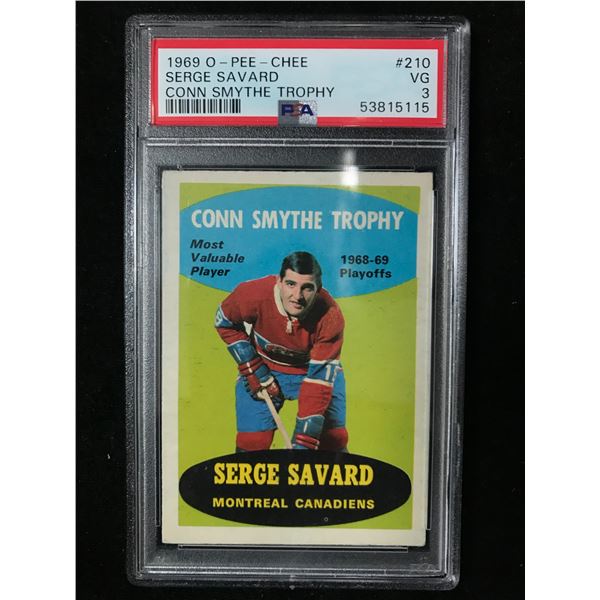 1969 O-PEE-CHEE #210
SERGE SAVARD VG
CONN SMYTHE TROPHY 3
PSA 53815115
CONN SMYTHE TROPHY
Most
Valuable
Player
1968-69
Playoffs
SERGE SAVARD
MONTREAL CANADIENS